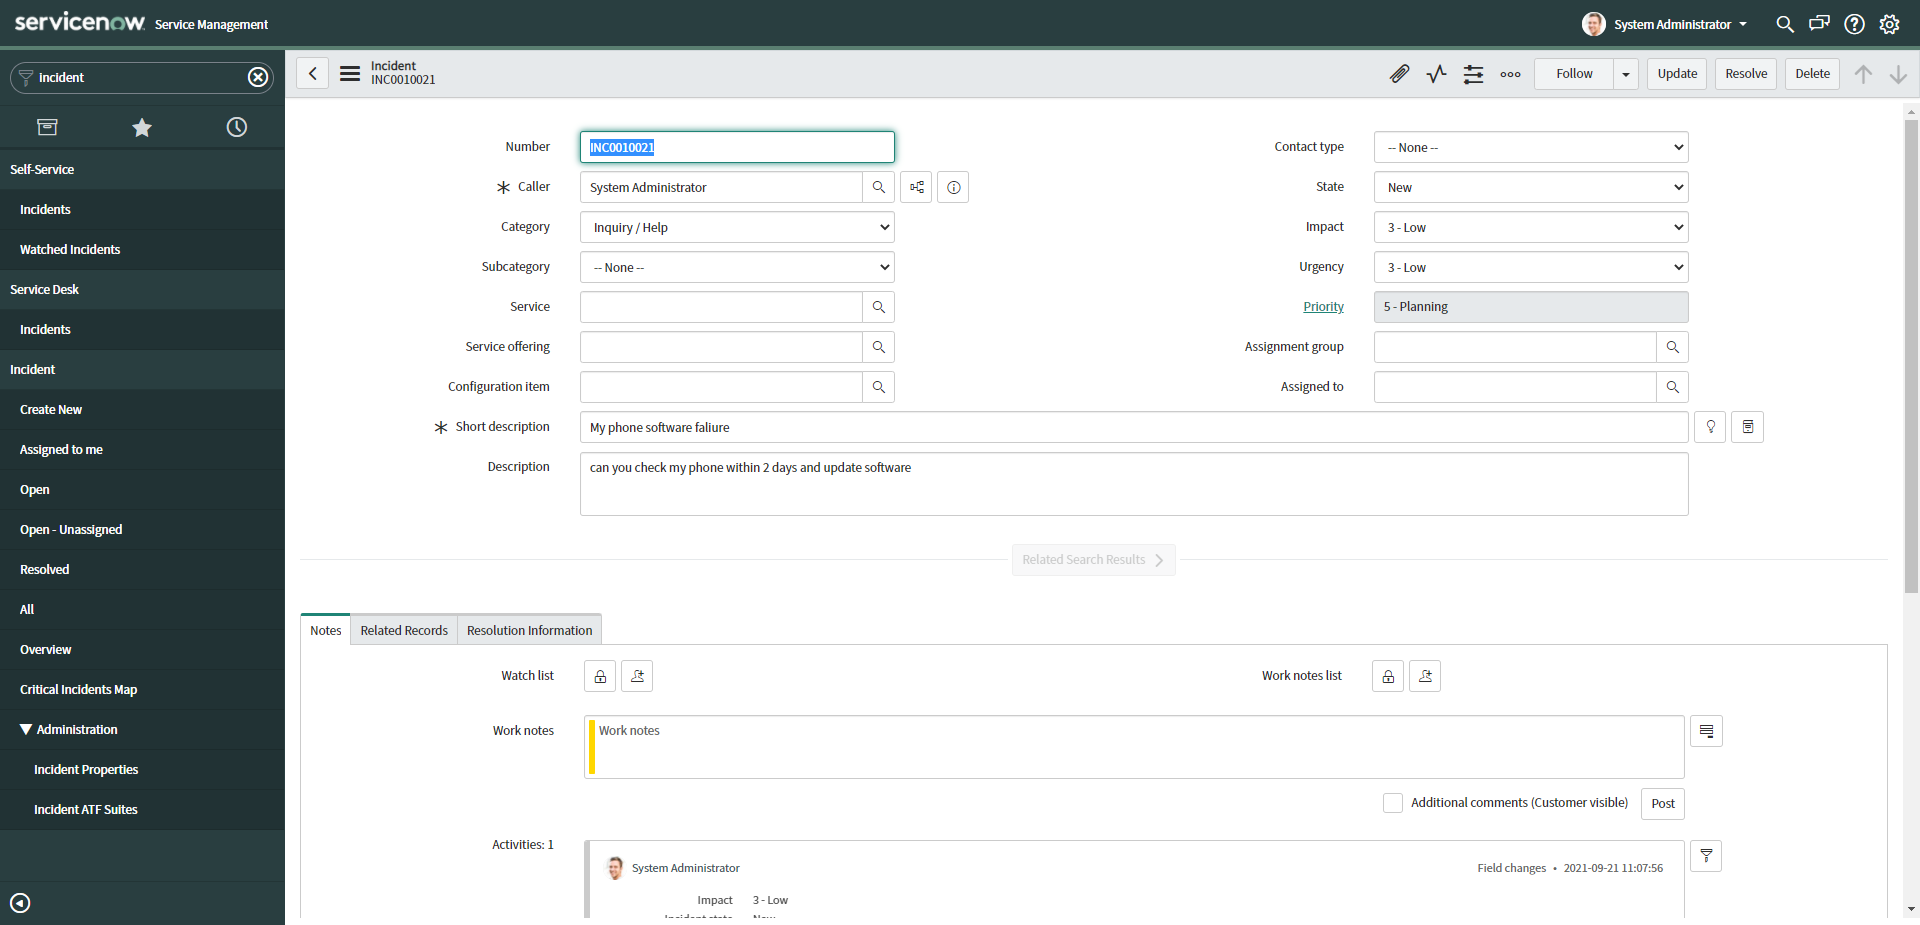 servicenow. Service Management
System Administrator
incident
Self-Service
Incidents
Watched Incidents
Service Desk
Incidents
Incident
Create New
Assigned to me
Open
Open - Unassigned
Resolved
All
Overview
Critical Incidents Map
Administration
Incident Properties
Incident ATF Suites
Incident
INC0010021
Follow
Update
Resolve
Delete
Number INC0010021
Caller System Administrator
Category Inquiry / Help
Subcategory -- None --
Service
Service offering
Configuration item
Contact type -- None --
State New
Impact 3 - Low
Urgency 3 - Low
Priority 5 - Planning
Assignment group
Assigned to
Short description My phone software faliure
Description can you check my phone within 2 days and update software
Related Search Results
Notes Related Records Resolution Information
Watch list Work notes list
Work notes Work notes
Additional comments (Customer visible) Post
Activities: 1
System Administrator Field changes • 2021-09-21 11:07:56
Impact 3 - Low
Incident state New